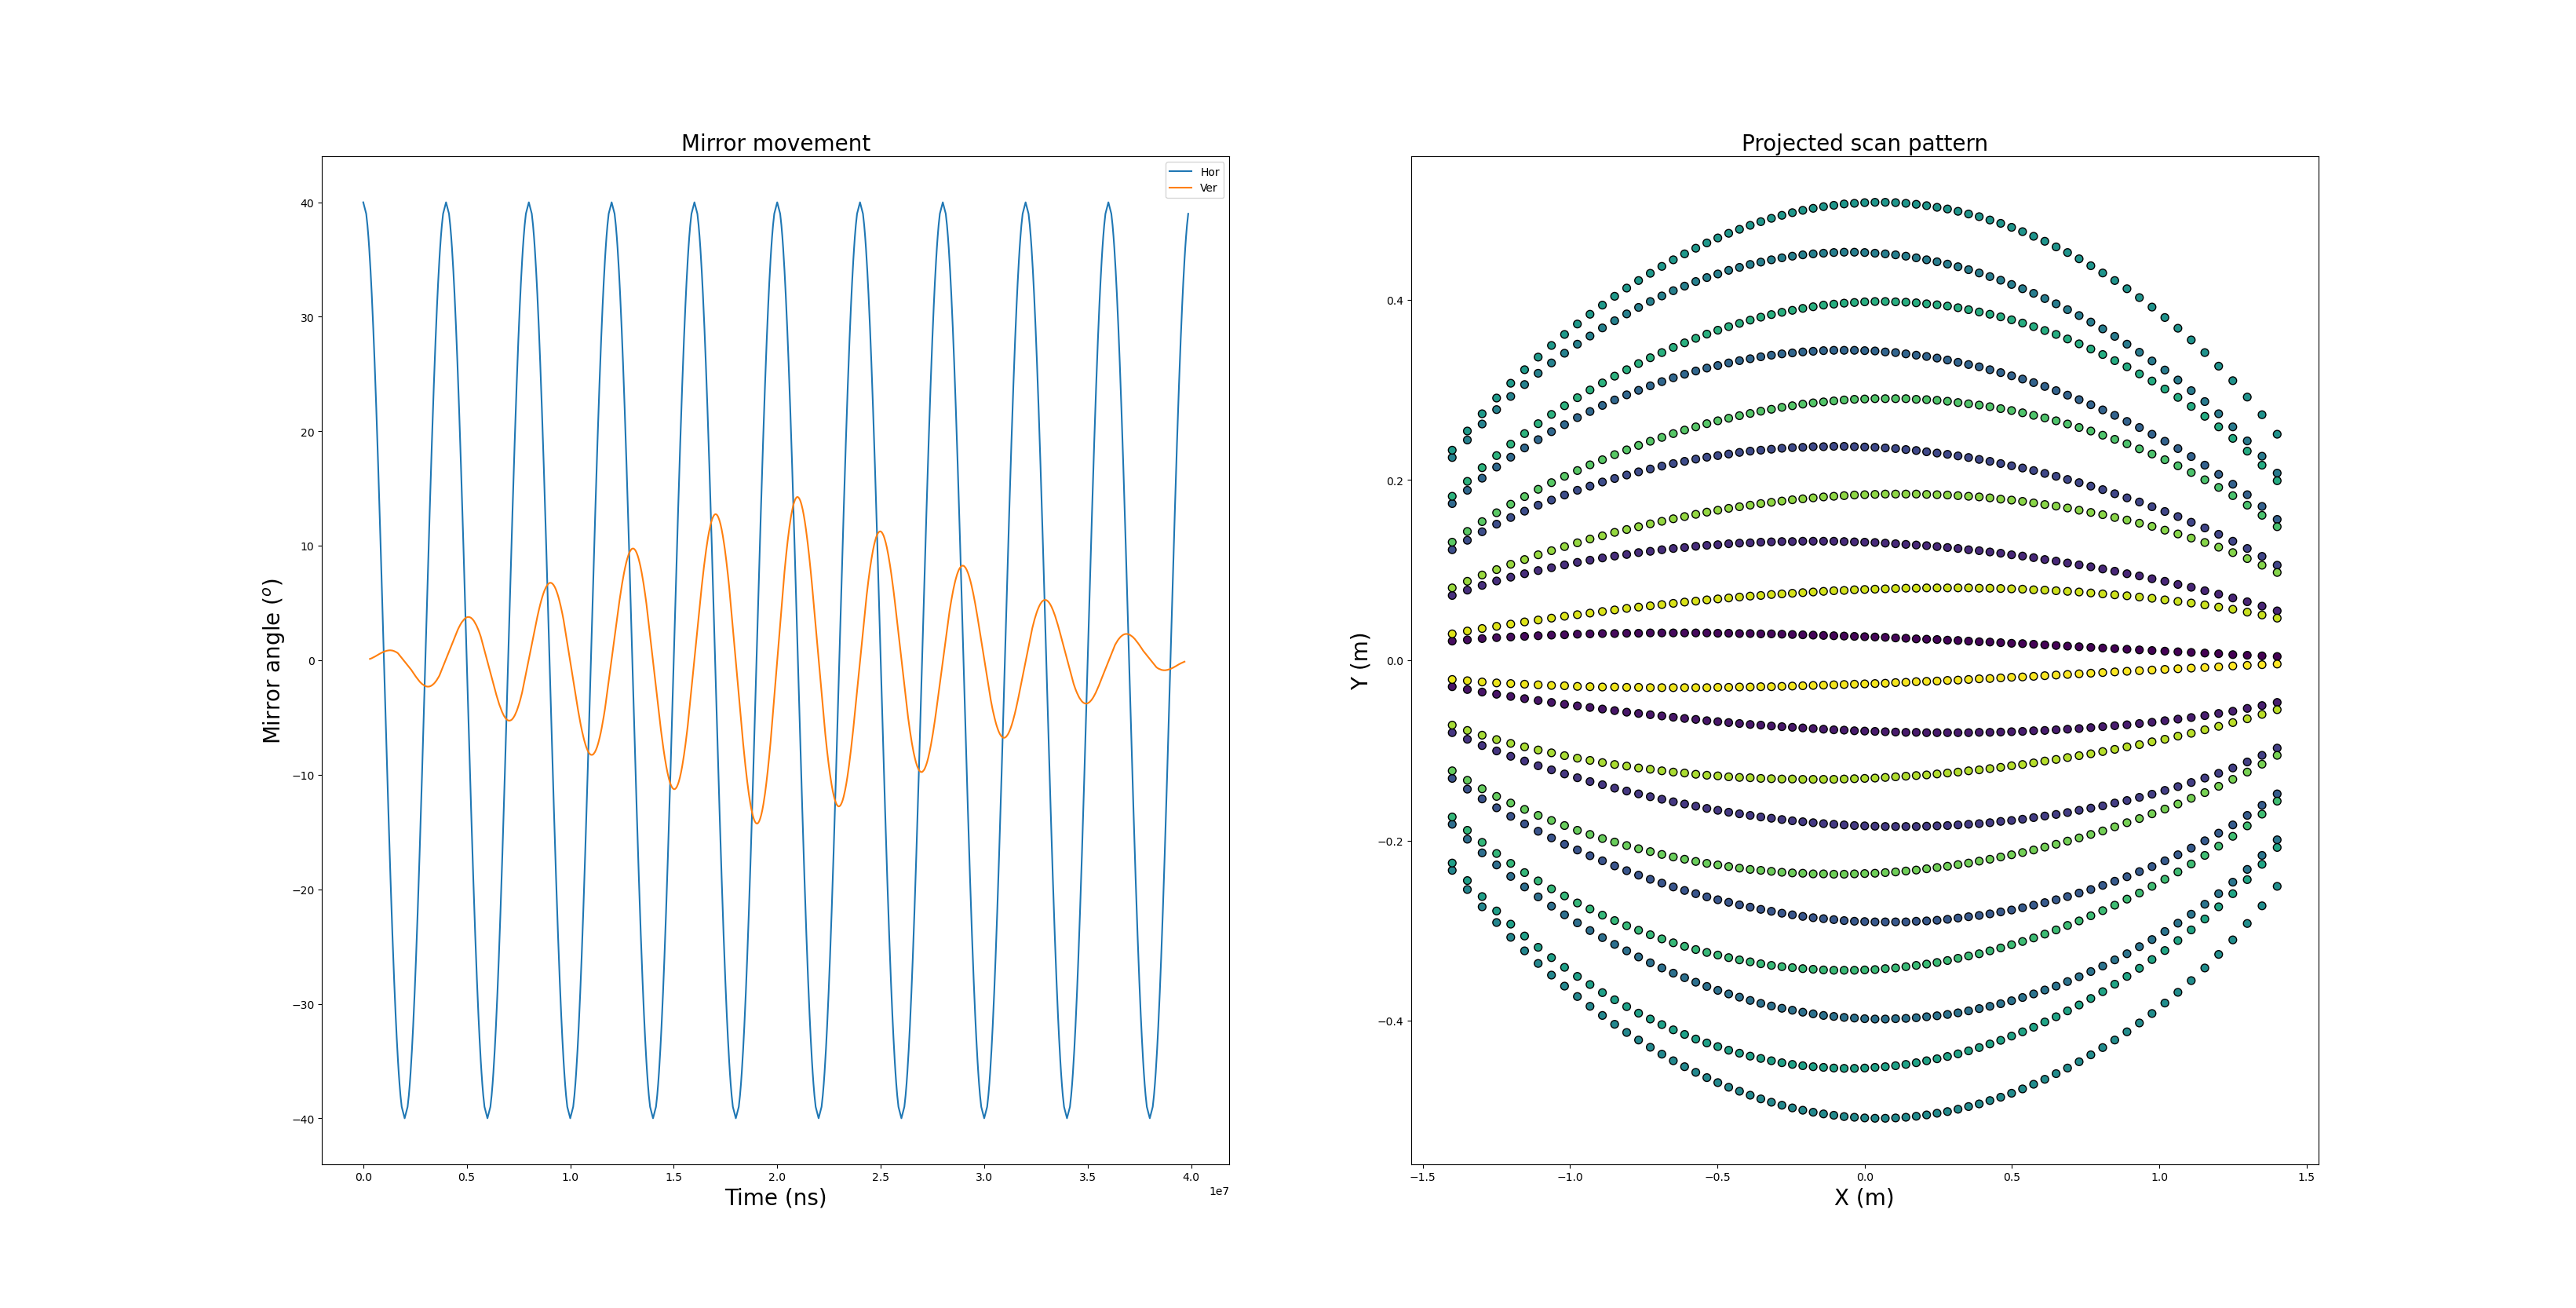 Mirror movement
Hor
Ver
40
30
20
10
0
−10
−20
−30
−40
Mirror angle (o)
0.0 0.5 1.0 1.5 2.0 2.5 3.0 3.5 4.0
1e7
Time (ns)
Projected scan pattern
0.4
0.2
0.0
−0.2
−0.4
Y (m)
−1.5 −1.0 −0.5 0.0 0.5 1.0 1.5
X (m)